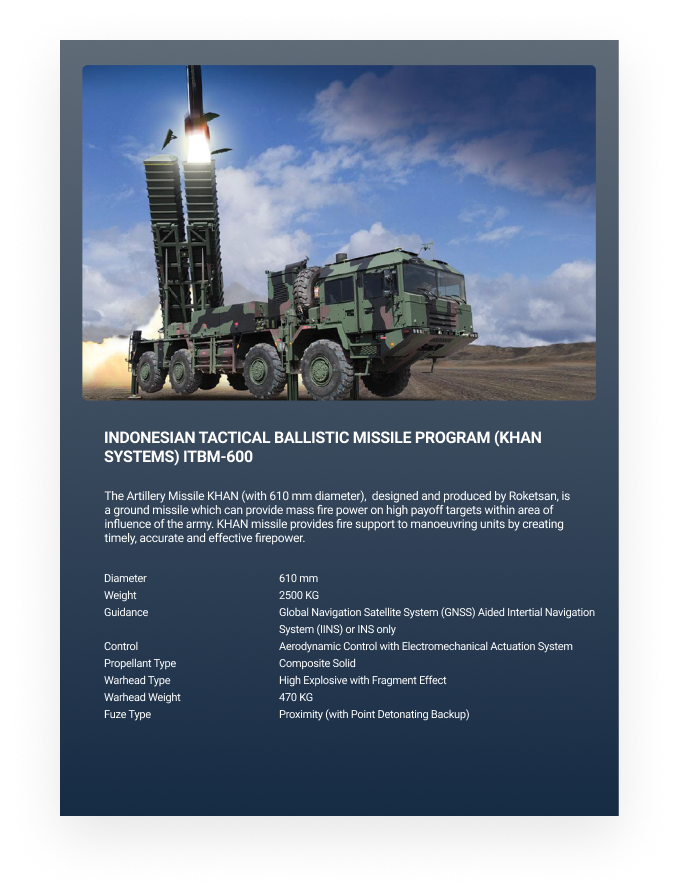 INDONESIAN TACTICAL BALLISTIC MISSILE PROGRAM (KHAN
SYSTEMS) ITBM-600
The Artillery Missile KHAN (with 610 mm diameter),  designed and produced by Roketsan, is
a ground missile which can provide mass fire power on high payoff targets within area of
influence of the army. KHAN missile provides fire support to manoeuvring units by creating
timely, accurate and effective firepower.
Diameter 610 mm
Weight 2500 KG
Guidance Global Navigation Satellite System (GNSS) Aided Intertial Navigation
System (IINS) or INS only
Control Aerodynamic Control with Electromechanical Actuation System
Propellant Type Composite Solid
Warhead Type High Explosive with Fragment Effect
Warhead Weight 470 KG
Fuze Type Proximity (with Point Detonating Backup)